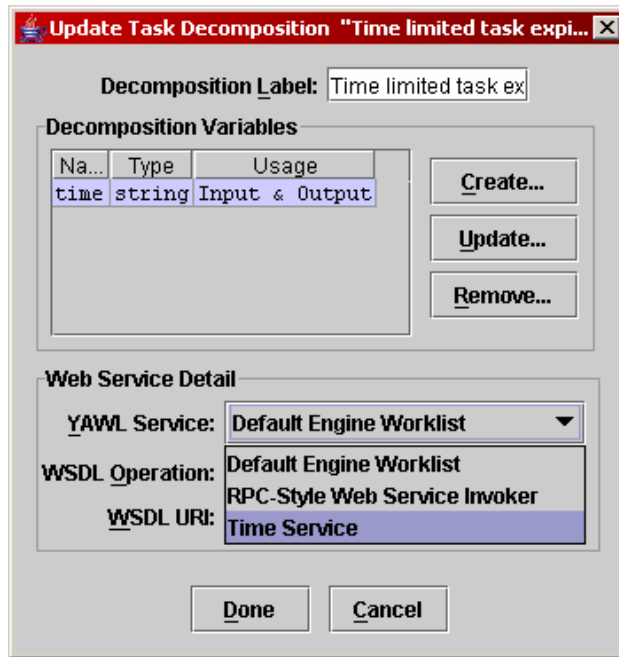 Update Task Decomposition "Time limited task expi...
Decomposition Label: Time limited task ex
Decomposition Variables
Na... Type Usage
time string Input & Output
Create...
Update...
Remove...
Web Service Detail
YAWL Service: Default Engine Worklist
WSDL Operation: Default Engine Worklist
RPC-Style Web Service Invoker
WSDL URI: Time Service
Done Cancel